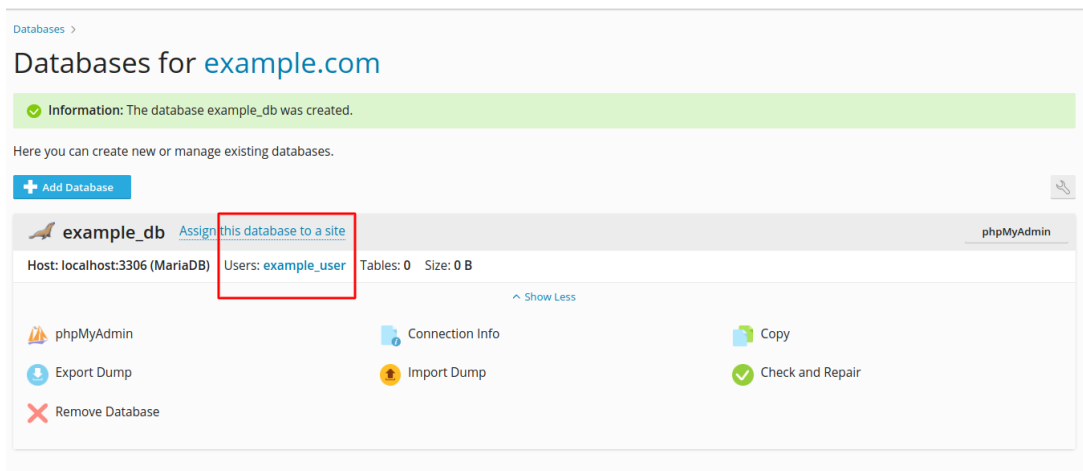 Databases >
Databases for example.com
Information: The database example_db was created.
Here you can create new or manage existing databases.
Add Database
example_db Assign this database to a site phpMyAdmin
Host: localhost:3306 (MariaDB) Users: example_user Tables: 0 Size: 0 B
Show Less
phpMyAdmin Connection Info Copy
Export Dump Import Dump Check and Repair
Remove Database